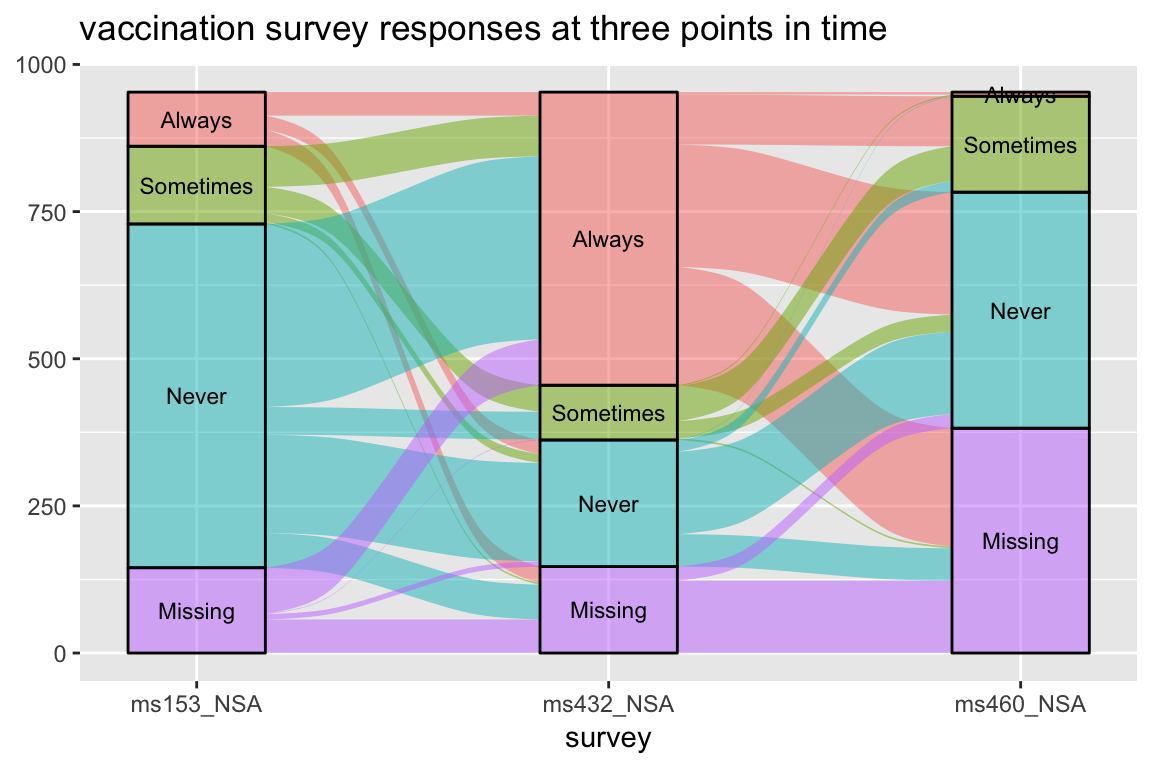 vaccination survey responses at three points in time
1000
750
500
250
0
Always
Sometimes
Never
Missing
Always
Sometimes
Never
Missing
Always
Sometimes
Never
Missing
ms153_NSA
ms432_NSA
ms460_NSA
survey